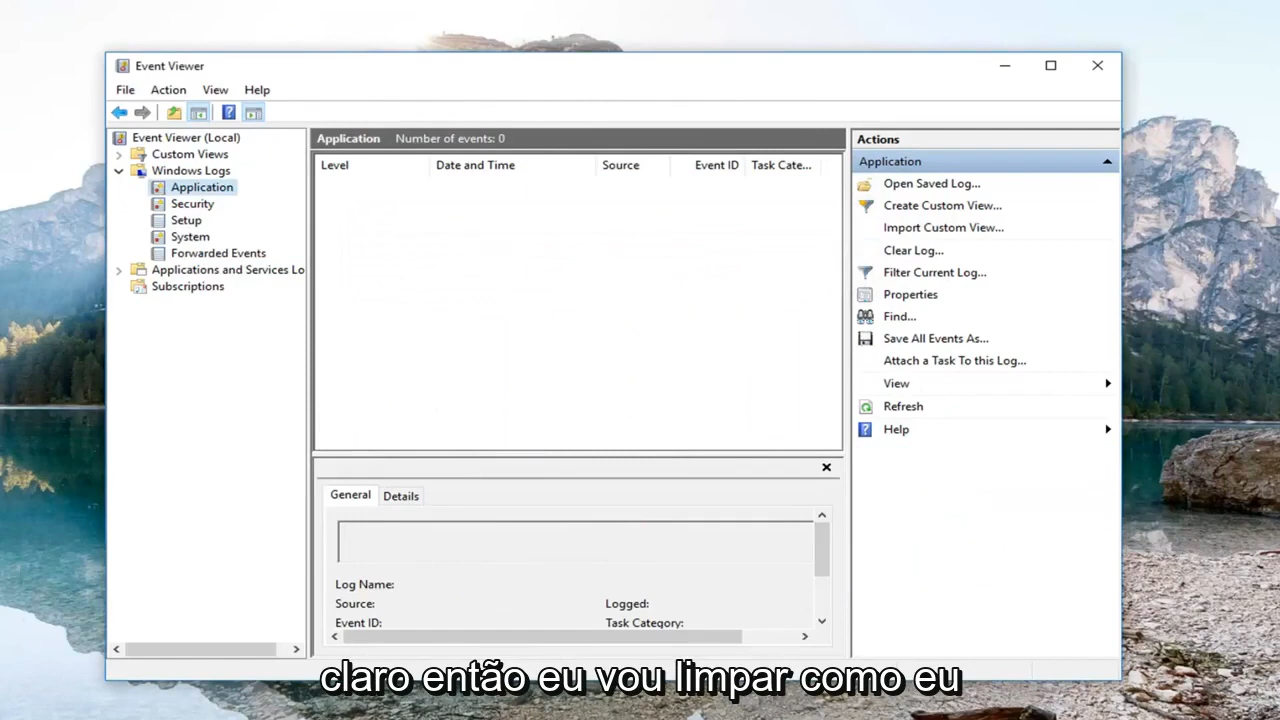 Event Viewer
File Action View Help
Event Viewer (Local)
Custom Views
Windows Logs
Application
Security
Setup
System
Forwarded Events
Applications and Services Lo
Subscriptions
Application Number of events: 0
Level Date and Time Source Event ID Task Cate...
General Details
Log Name:
Source: Logged:
Event ID: Task Category:
Actions
Application
Open Saved Log...
Create Custom View...
Import Custom View...
Clear Log...
Filter Current Log...
Properties
Find...
Save All Events As...
Attach a Task To this Log...
View
Refresh
Help
claro então eu vou limpar como eu